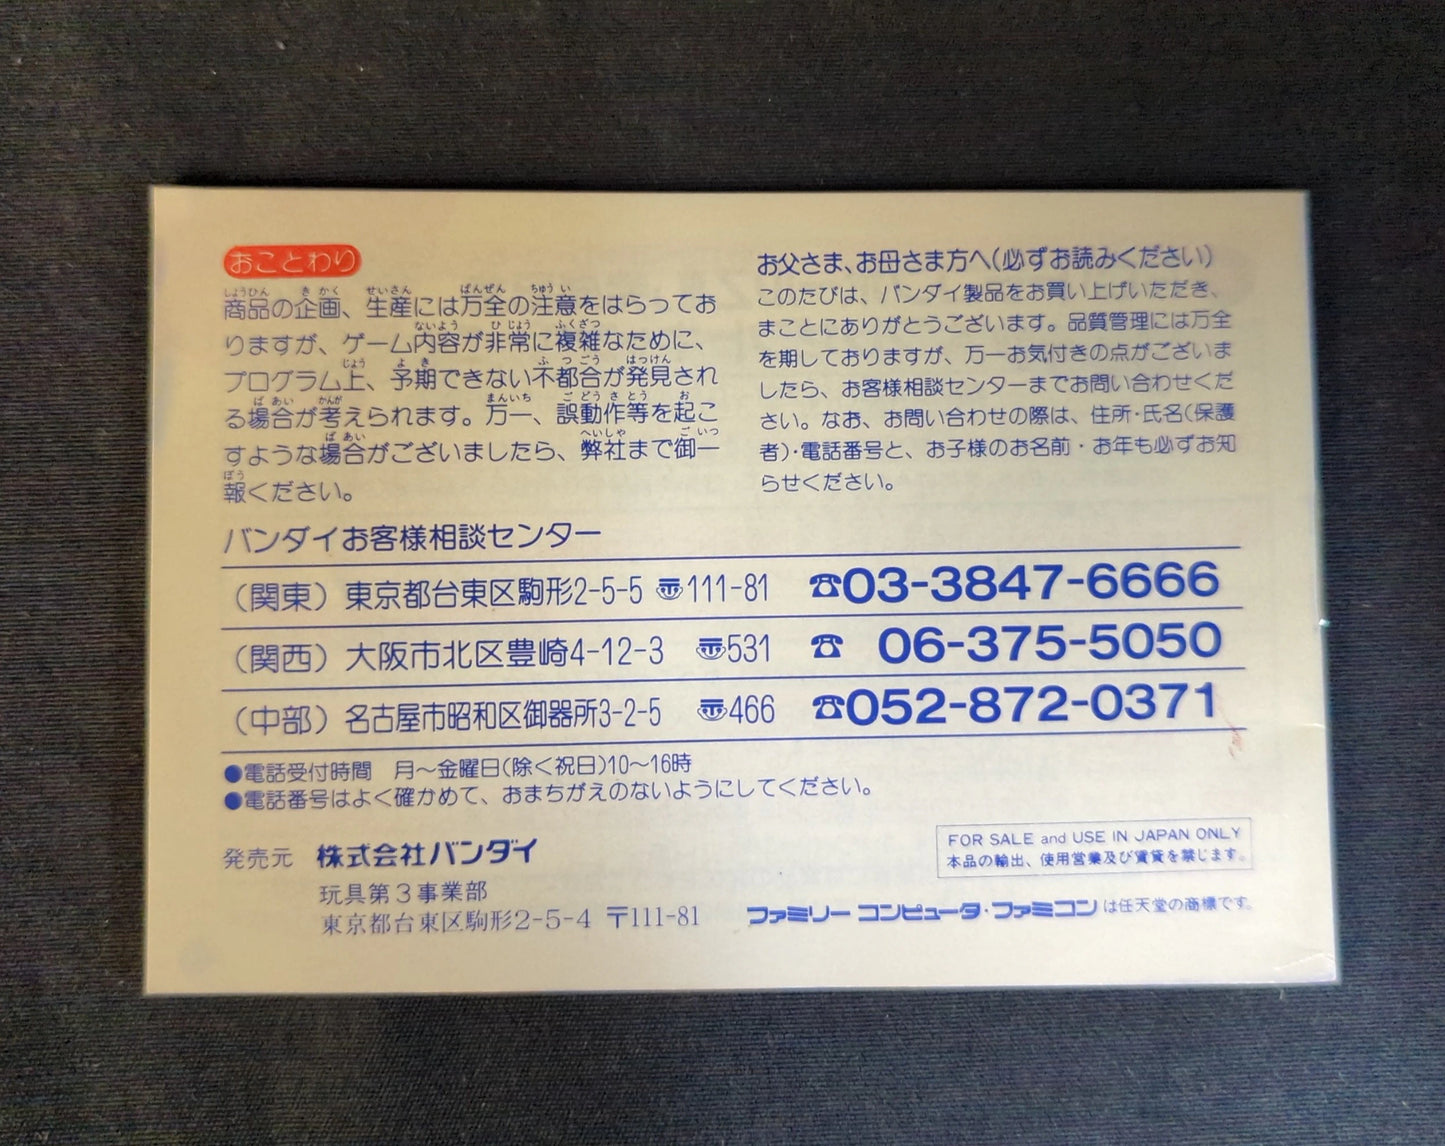 おことわり
商品の企画、生産には万全の注意をはらってお
りますが、ゲーム内容が非常に複雑なために、
プログラム上、予期できない不都合が発見され
る場合が考えられます。万一、誤動作等を起こ
すような場合がございましたら、弊社まで御一
報ください。
お父さま、お母さま方へ(必ずお読みください)
このたびは、バンダイ製品をお買い上げいただき、
まことにありがとうございます。品質管理には万全
を期しておりますが、万一お気付きの点がございま
したら、お客様相談センターまでお問い合わせくだ
さい。なお、お問い合わせの際は、住所・氏名(保護
者)・電話番号と、お子様のお名前・お年も必ずお知
らせください。
バンダイお客様相談センター
(関東) 東京都台東区駒形2-5-5 〠111-81 ☎03-3847-6666
(関西) 大阪市北区豊崎4-12-3 〠531 ☎ 06-375-5050
(中部) 名古屋市昭和区御器所3-2-5 〠466 ☎052-872-0371
●電話受付時間 月〜金曜日(除く祝日)10〜16時
●電話番号はよく確かめて、おまちがえのないようにしてください。
発売元 株式会社バンダイ
玩具第3事業部
東京都台東区駒形2-5-4 〒111-81
FOR SALE and USE IN JAPAN ONLY
本品の輸出、使用営業及び賃貸を禁じます。
ファミリー コンピュータ・ファミコンは任天堂の商標です。